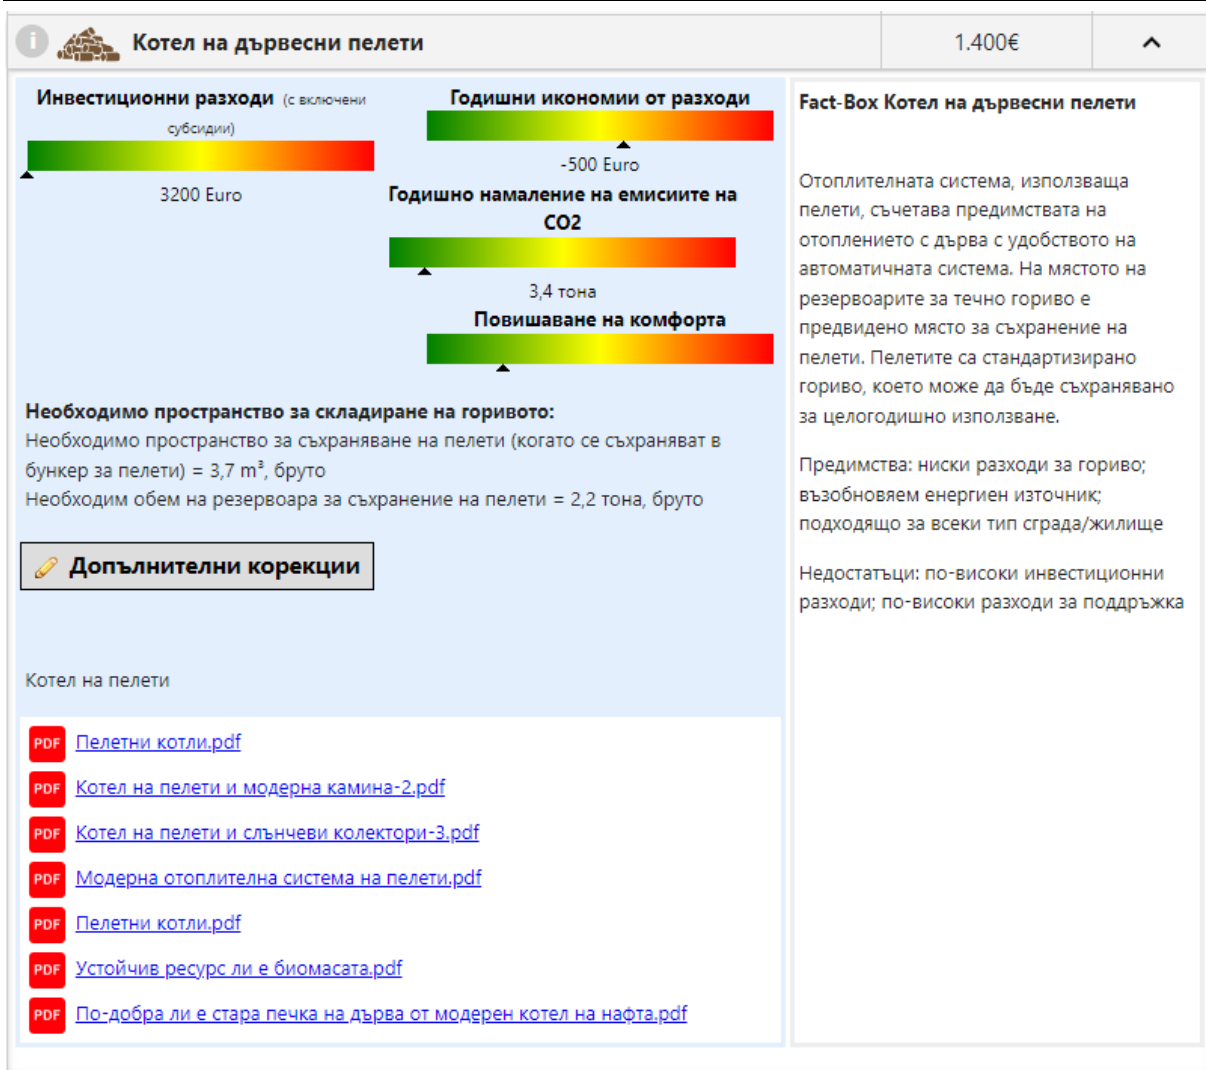 i
Котел на дървесни пелети
1.400€
Инвестиционни разходи (с включени
субсидии)
3200 Euro
Годишни икономии от разходи
-500 Euro
Годишно намаление на емисиите на
CO2
3,4 тона
Повишаване на комфорта
Необходимо пространство за складиране на горивото:
Необходимо пространство за съхраняване на пелети (когато се съхраняват в
бункер за пелети) = 3,7 m³, бруто
Необходим обем на резервоара за съхранение на пелети = 2,2 тона, бруто
Допълнителни корекции
Котел на пелети
PDF Пелетни котли.pdf
PDF Котел на пелети и модерна камина-2.pdf
PDF Котел на пелети и слънчеви колектори-3.pdf
PDF Модерна отоплителна система на пелети.pdf
PDF Пелетни котли.pdf
PDF Устойчив ресурс ли е биомасата.pdf
PDF По-добра ли е стара печка на дърва от модерен котел на нафта.pdf
Fact-Box Котел на дървесни пелети
Отоплителната система, използваща
пелети, съчетава предимствата на
отоплението с дърва с удобството на
автоматичната система. На мястото на
резервоарите за течно гориво е
предвидено място за съхранение на
пелети. Пелетите са стандартизирано
гориво, което може да бъде съхранявано
за целогодишно използване.
Предимства: ниски разходи за гориво;
възобновяем енергиен източник;
подходящо за всеки тип сграда/жилище
Недостатъци: по-високи инвестиционни
разходи; по-високи разходи за поддръжка